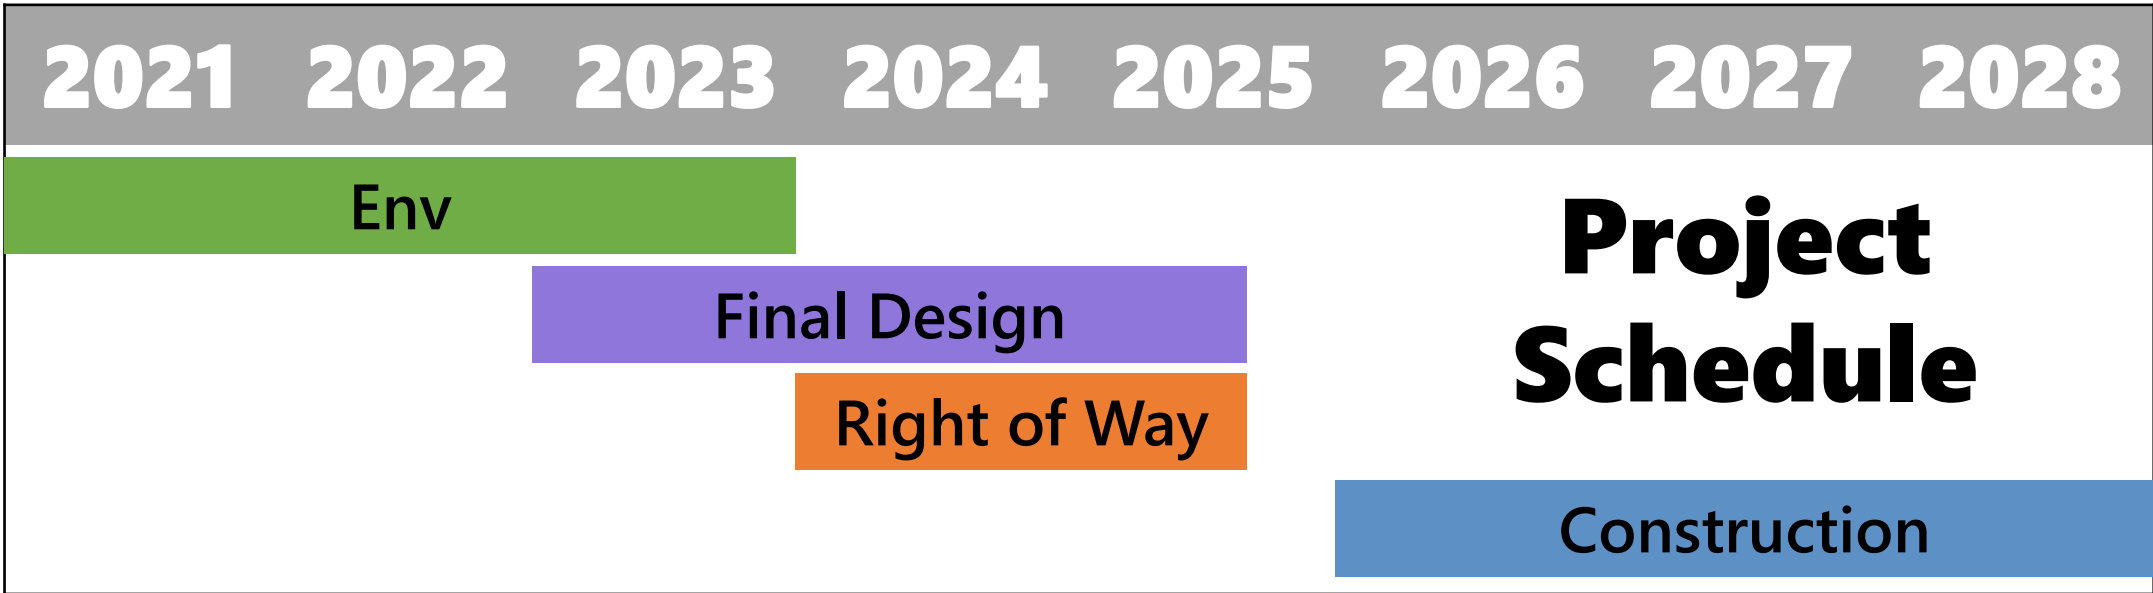 2021 2022 2023 2024 2025 2026 2027 2028
Env
Final Design
Right of Way
Project
Schedule
Construction